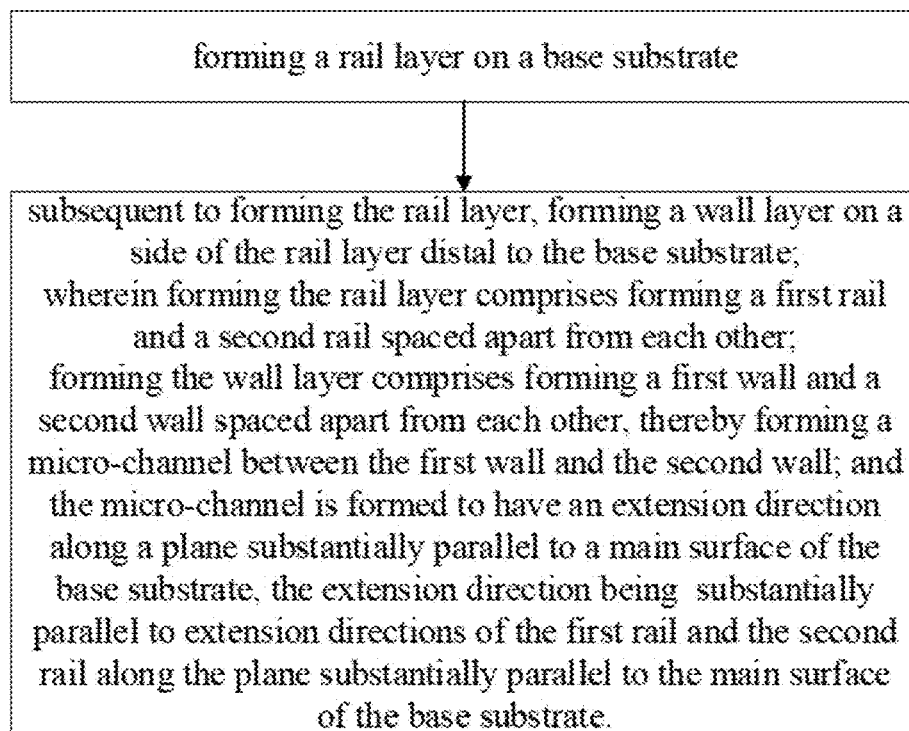 forming a rail layer on a base substrate
subsequent to forming the rail layer, forming a wall layer on a
side of the rail layer distal to the base substrate;
wherein forming the rail layer comprises forming a first rail
and a second rail spaced apart from each other;
forming the wall layer comprises forming a first wall and a
second wall spaced apart from each other, thereby forming a
micro-channel between the first wall and the second wall; and
the micro-channel is formed to have an extension direction
along a plane substantially parallel to a main surface of the
base substrate, the extension direction being substantially
parallel to extension directions of the first rail and the second
rail along the plane substantially parallel to the main surface
of the base substrate.